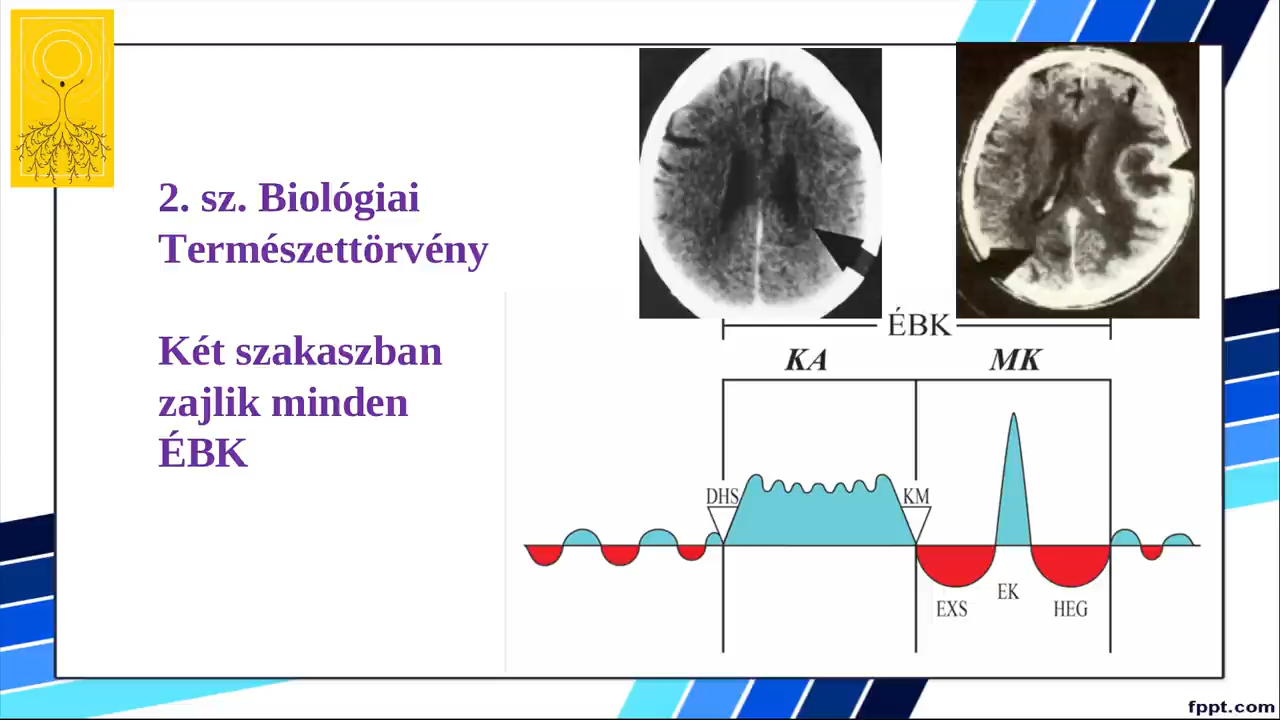 2. sz. Biológiai
Természettörvény
Két szakaszban
zajlik minden
ÉBK
ÉBK
KA
MK
DHS
KM
EXS
EK
HEG
fppt.com